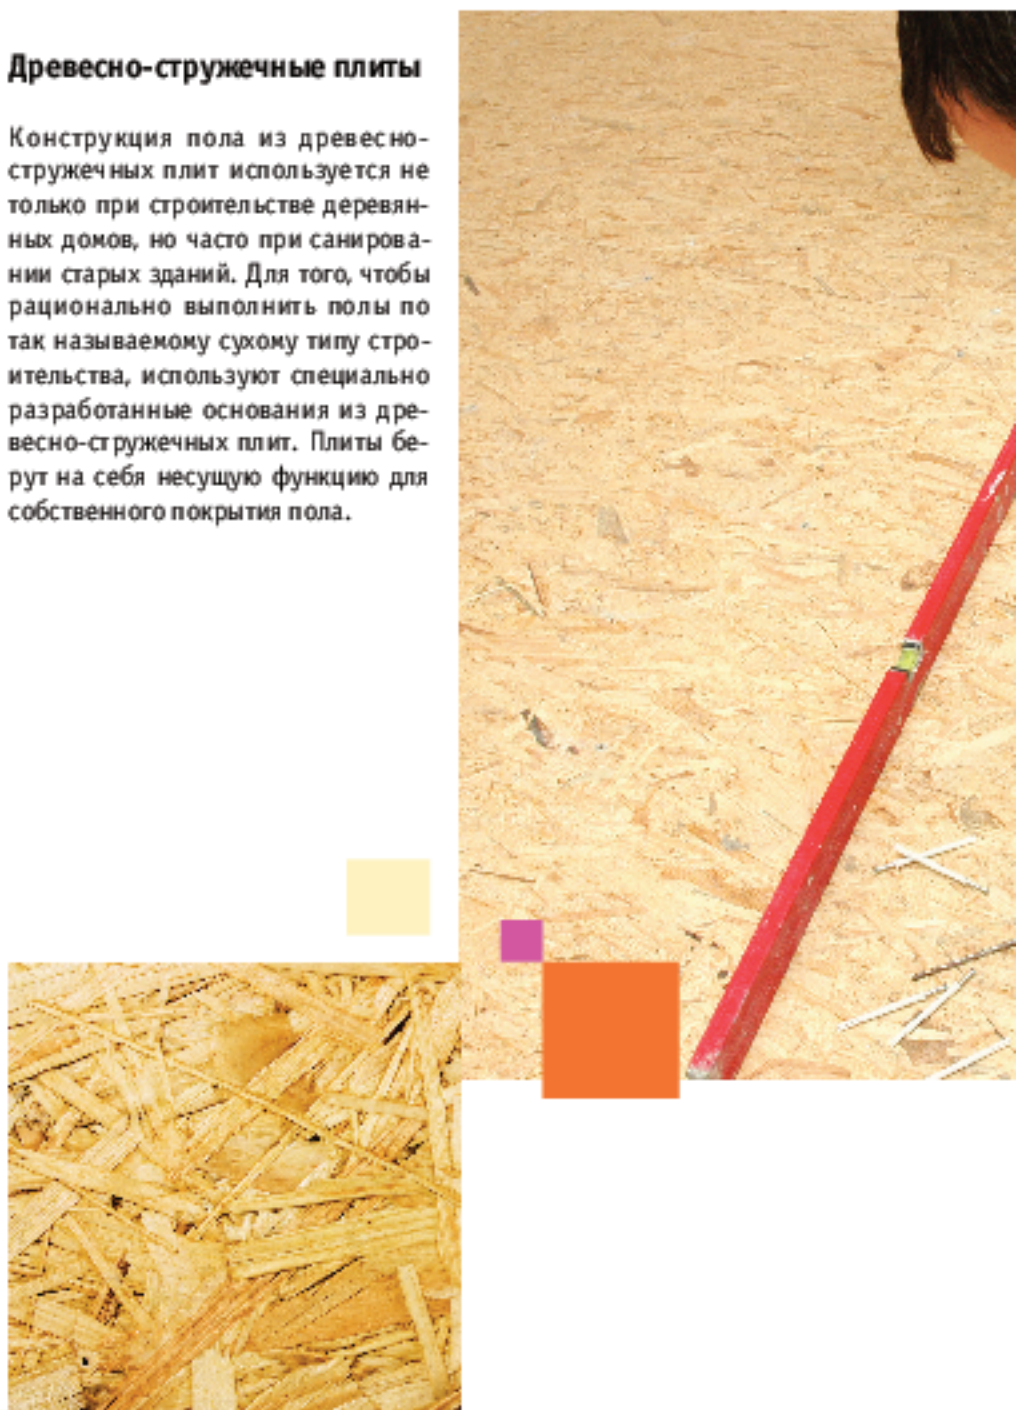 Древесно-стружечные плиты
Конструкция пола из древесно-
стружечных плит используется не
только при строительстве деревян-
ных домов, но часто при санирова-
нии старых зданий. Для того, чтобы
рационально выполнить полы по
так называемому сухому типу стро-
ительства, используют специально
разработанные основания из дре-
весно-стружечных плит. Плиты бе-
рут на себя несущую функцию для
собственного покрытия пола.